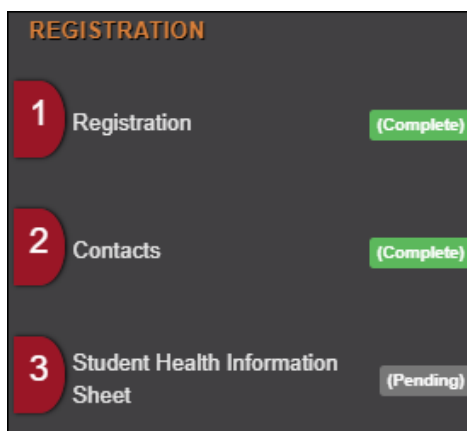 REGISTRATION
1 Registration (Complete)
2 Contacts (Complete)
3 Student Health Information
Sheet (Pending)